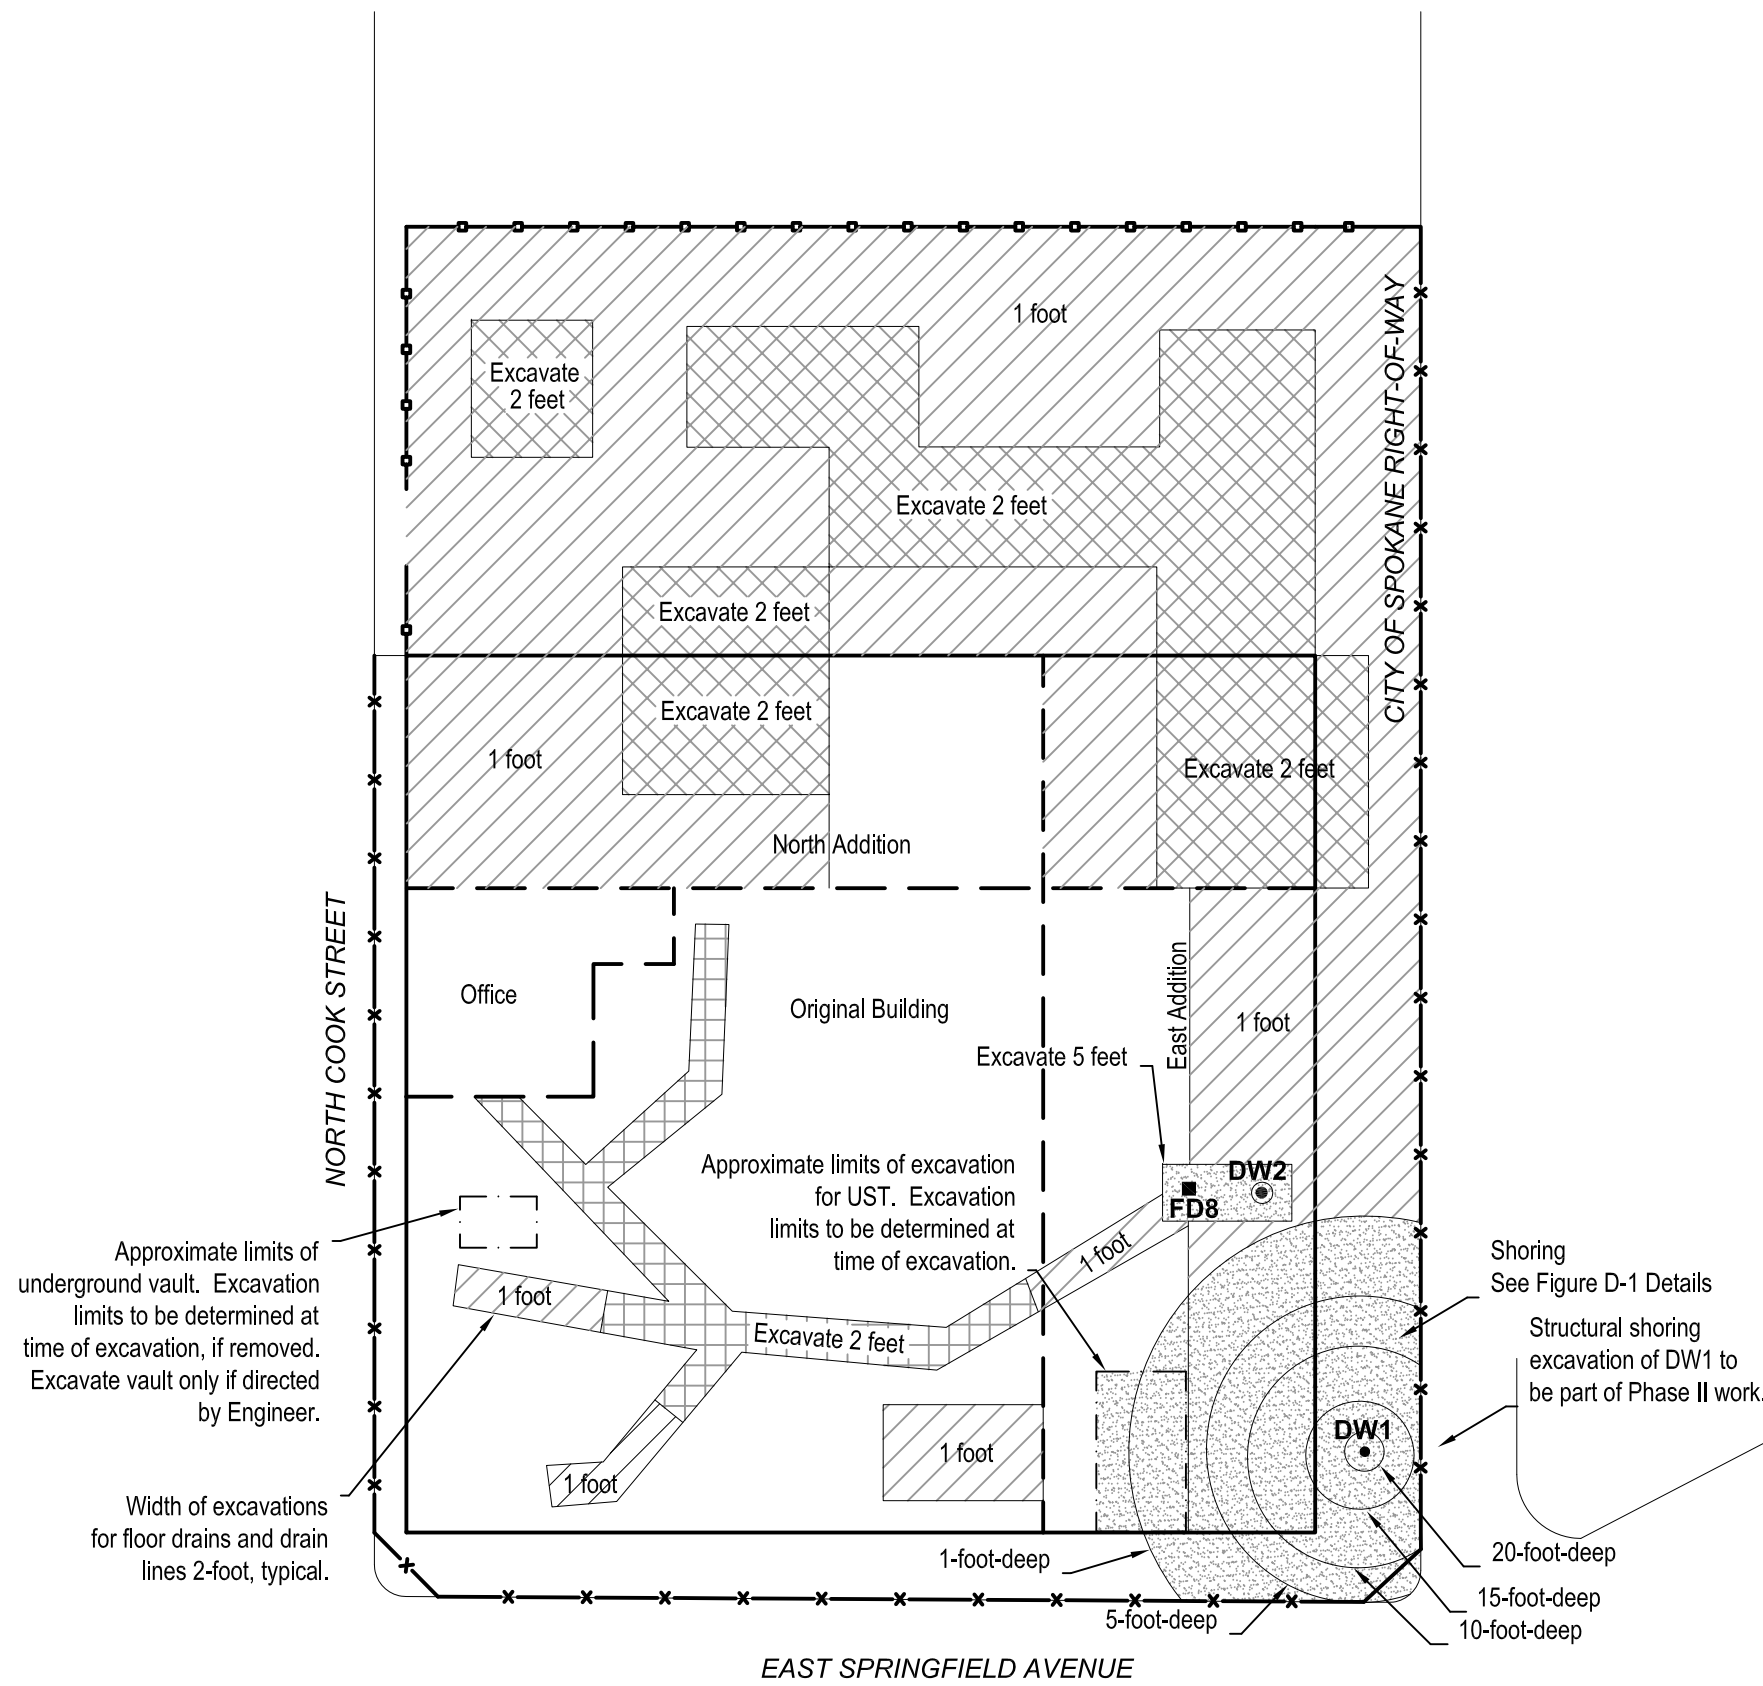 1 foot
CITY OF SPOKANE RIGHT-OF-WAY
Excavate
2 feet
Excavate 2 feet
Excavate 2 feet
Excavate 2 feet
1 foot
Excavate 2 feet
North Addition
NORTH COOK STREET
Office
Original Building
East Addition
1 foot
Excavate 5 feet
Approximate limits of excavation
for UST. Excavation
limits to be determined at
time of excavation.
DW2
FD8
1 foot
Approximate limits of
underground vault. Excavation
limits to be determined at
time of excavation, if removed.
Excavate vault only if directed
by Engineer.
1 foot
Excavate 2 feet
Shoring
See Figure D-1 Details
Structural shoring
excavation of DW1 to
be part of Phase II work.
DW1
1 foot
1 foot
Width of excavations
for floor drains and drain
lines 2-foot, typical.
1-foot-deep
20-foot-deep
15-foot-deep
5-foot-deep
10-foot-deep
EAST SPRINGFIELD AVENUE